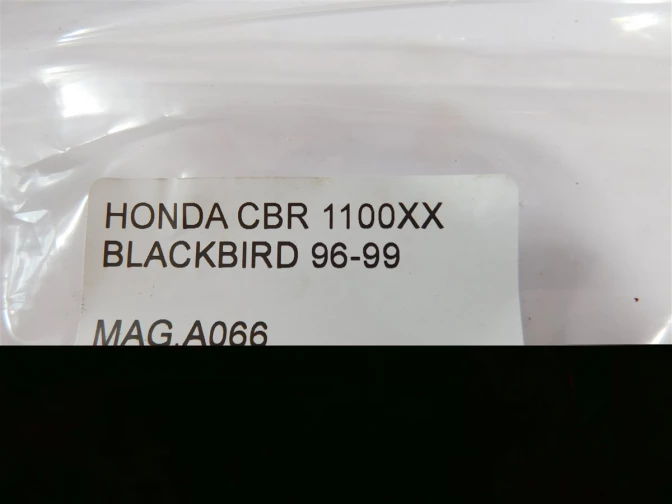 HONDA CBR 1100XX
BLACKBIRD 96-99
MAG.A066